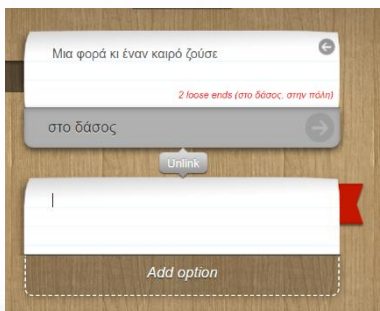 Μια φορά κι έναν καιρό ζούσε
2 loose ends (στο δάσος, στην πόλη)
στο δάσος
Unlink
Add option